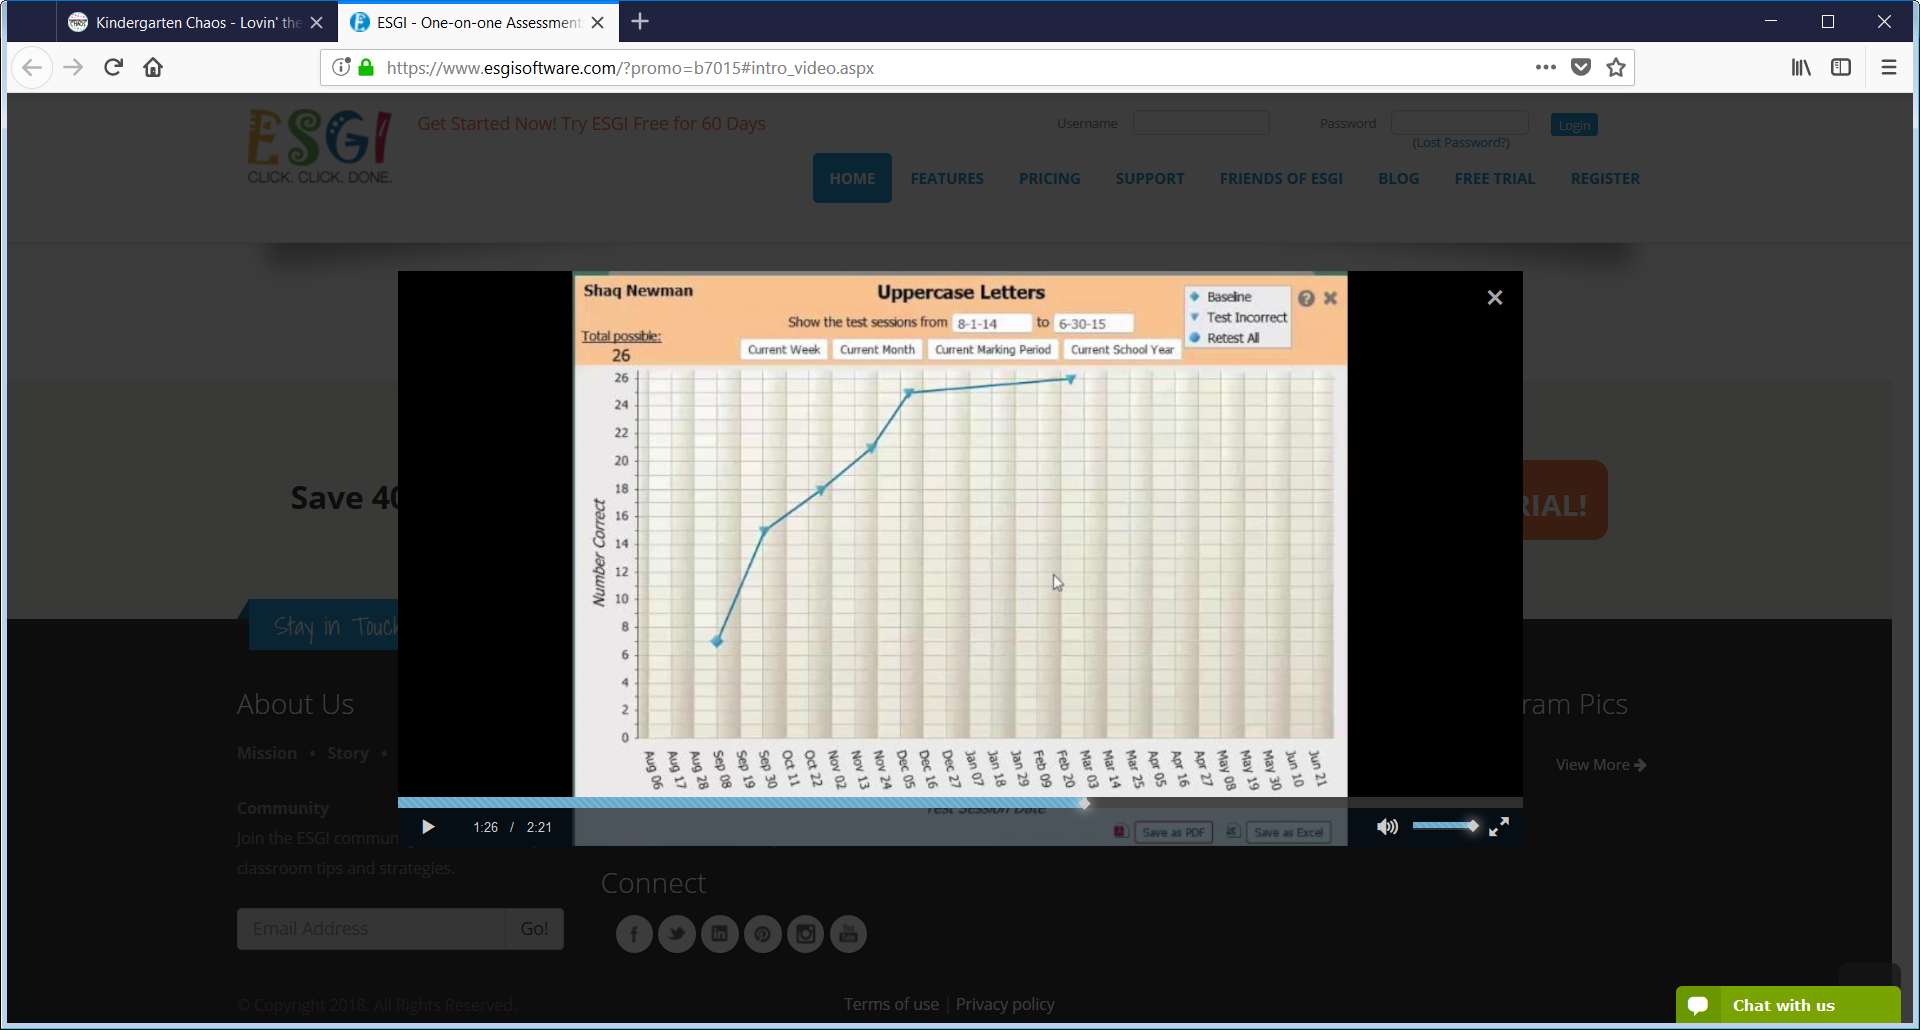 Kindergarten Chaos - Lovin' the
ESGI - One-on-one Assessment
https://www.esgisoftware.com/?promo=b7015#intro_video.aspx
ESGI
CLICK. CLICK. DONE.
Get Started Now! Try ESGI Free for 60 Days
Username
Password
Login
(Lost Password?)
HOME
FEATURES
PRICING
SUPPORT
FRIENDS OF ESGI
BLOG
FREE TRIAL
REGISTER
Shaq Newman
Uppercase Letters
Baseline
Test Incorrect
Retest All
Show the test sessions from 8-1-14 to 6-30-15
Total possible:
26
Current Week
Current Month
Current Marking Period
Current School Year
26
24
22
20
18
16
14
12
10
8
6
4
2
0
Number Correct
Aug 06
Aug 17
Aug 28
Sep 08
Sep 19
Sep 30
Oct 11
Oct 22
Nov 02
Nov 13
Nov 24
Dec 05
Dec 16
Dec 27
Jan 07
Jan 18
Jan 29
Feb 09
Feb 20
Mar 03
Mar 14
Mar 25
Apr 05
Apr 16
Apr 27
May 08
May 19
May 30
Jun 10
Jun 21
Test Session Date
Save as PDF
Save as Excel
1:26 / 2:21
Save 40
RIAL!
Stay in Touch
About Us
Mission • Story •
Community
Join the ESGI commun
classroom tips and strategies.
Email Address
Go!
Connect
You
Tube
ram Pics
View More
© Copyright 2018. All Rights Reserved.
Terms of use | Privacy policy
Chat with us